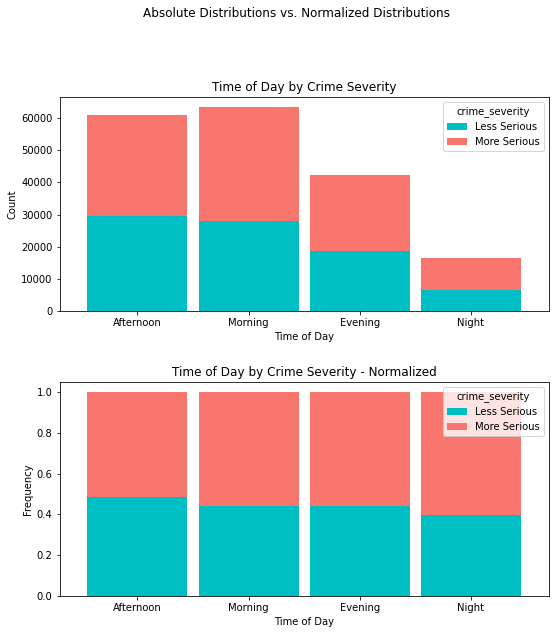 Absolute Distributions vs. Normalized Distributions
Time of Day by Crime Severity
crime_severity
Less Serious
More Serious
60000
50000
40000
30000
20000
10000
0
Count
Afternoon Morning Evening Night
Time of Day
Time of Day by Crime Severity - Normalized
crime_severity
Less Serious
More Serious
1.0
0.8
0.6
0.4
0.2
0.0
Frequency
Afternoon Morning Evening Night
Time of Day